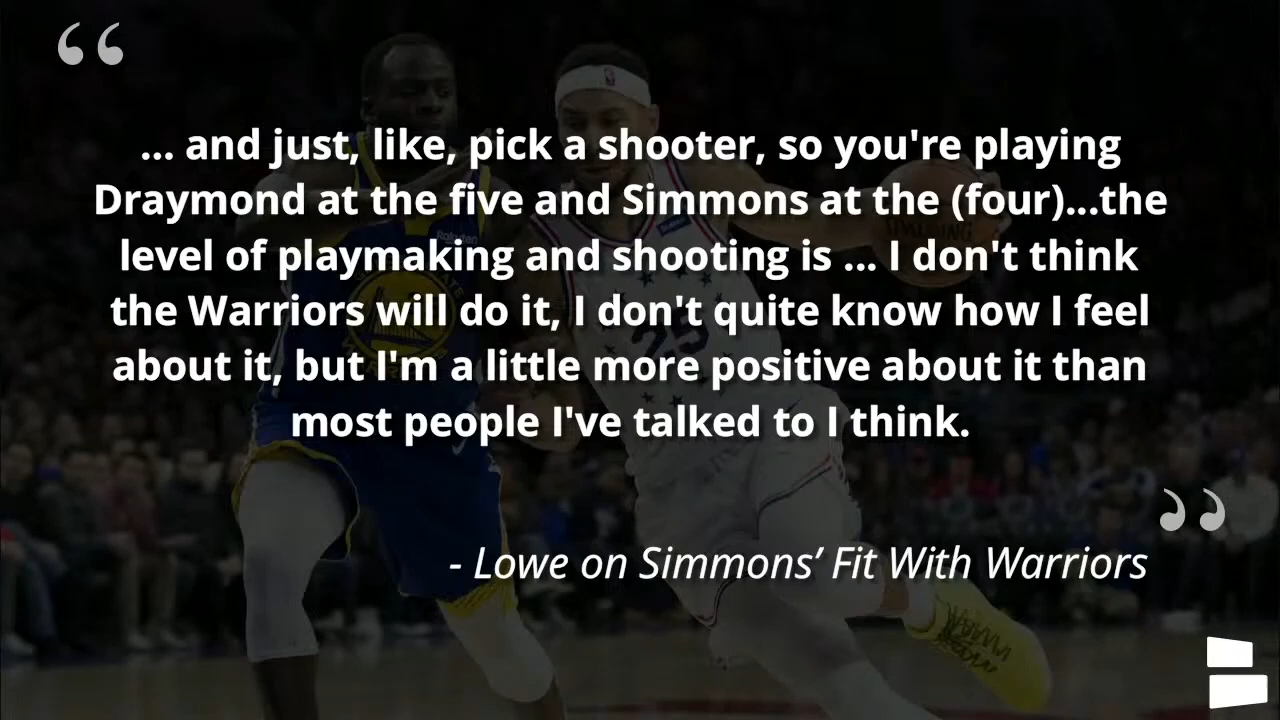 “
... and just, like, pick a shooter, so you're playing
Draymond at the five and Simmons at the (four)...the
level of playmaking and shooting is ... I don't think
the Warriors will do it, I don't quite know how I feel
about it, but I'm a little more positive about it than
most people I've talked to I think.
”
- Lowe on Simmons’ Fit With Warriors
Rakuten
SPALDING
25